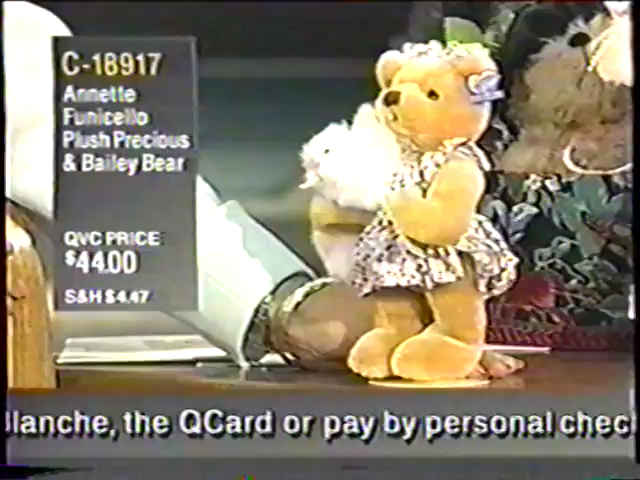 C-18917
Annette
Funicello
Plush Precious
& Bailey Bear
QVC PRICE
$44.00
S&H $4.47
lanche, the QCard or pay by personal chec